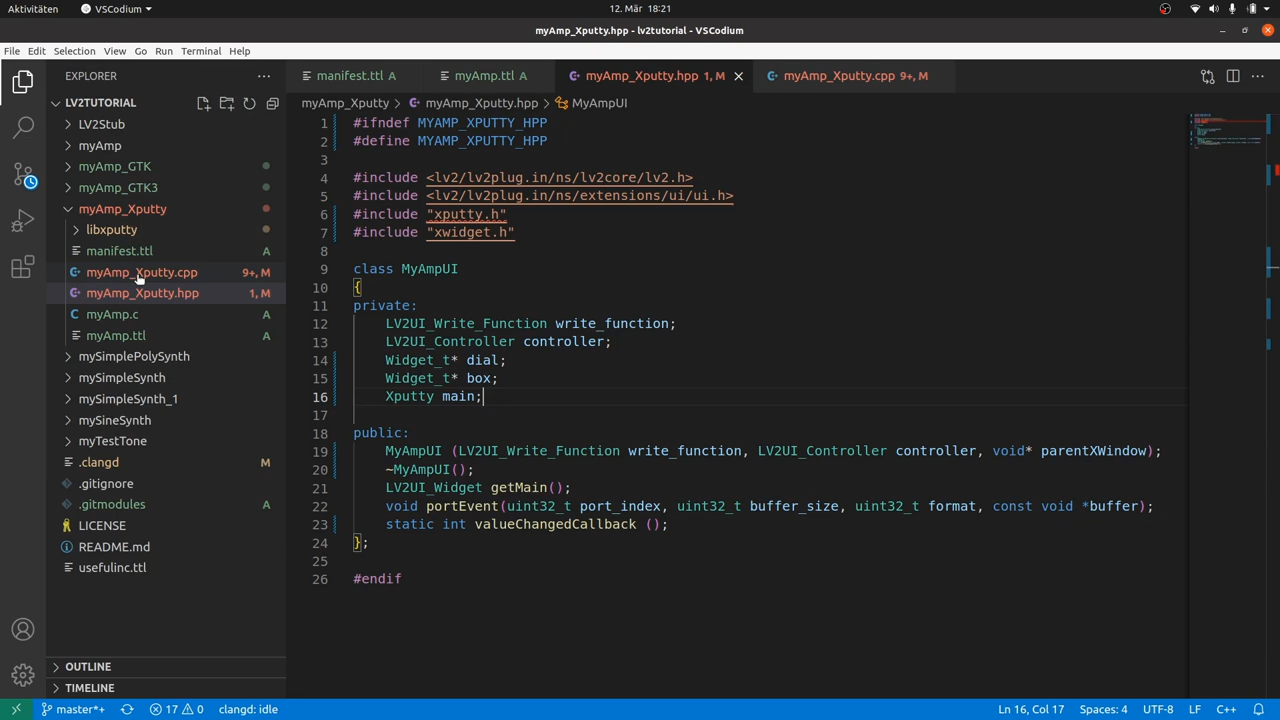 Aktivitäten VSCodium 12. Mär 18:21
myAmp_Xputty.hpp - lv2tutorial - VSCodium
File Edit Selection View Go Run Terminal Help
EXPLORER
LV2TUTORIAL
LV2Stub
myAmp
myAmp_GTK
myAmp_GTK3
myAmp_Xputty
libxputty
manifest.ttl A
myAmp_Xputty.cpp 9+, M
myAmp_Xputty.hpp 1, M
myAmp.c A
myAmp.ttl A
mySimplePolySynth
mySimpleSynth
mySimpleSynth_1
mySineSynth
myTestTone
.clangd M
.gitignore
.gitmodules A
LICENSE
README.md
usefulinc.ttl
OUTLINE
TIMELINE
manifest.ttl A myAmp.ttl A myAmp_Xputty.hpp 1, M myAmp_Xputty.cpp 9+, M
myAmp_Xputty myAmp_Xputty.hpp MyAmpUI
1 #ifndef MYAMP_XPUTTY_HPP
2 #define MYAMP_XPUTTY_HPP
3
4 #include <lv2/lv2plug.in/ns/lv2core/lv2.h>
5 #include <lv2/lv2plug.in/ns/extensions/ui/ui.h>
6 #include "xputty.h"
7 #include "xwidget.h"
8
9 class MyAmpUI
10 {
11 private:
12 LV2UI_Write_Function write_function;
13 LV2UI_Controller controller;
14 Widget_t* dial;
15 Widget_t* box;
16 Xputty main;
17
18 public:
19 MyAmpUI (LV2UI_Write_Function write_function, LV2UI_Controller controller, void* parentXWindow);
20 ~MyAmpUI();
21 LV2UI_Widget getMain();
22 void portEvent(uint32_t port_index, uint32_t buffer_size, uint32_t format, const void *buffer);
23 static int valueChangedCallback ();
24 };
25
26 #endif
master*+ 17 0 clangd: idle Ln 16, Col 17 Spaces: 4 UTF-8 LF C++